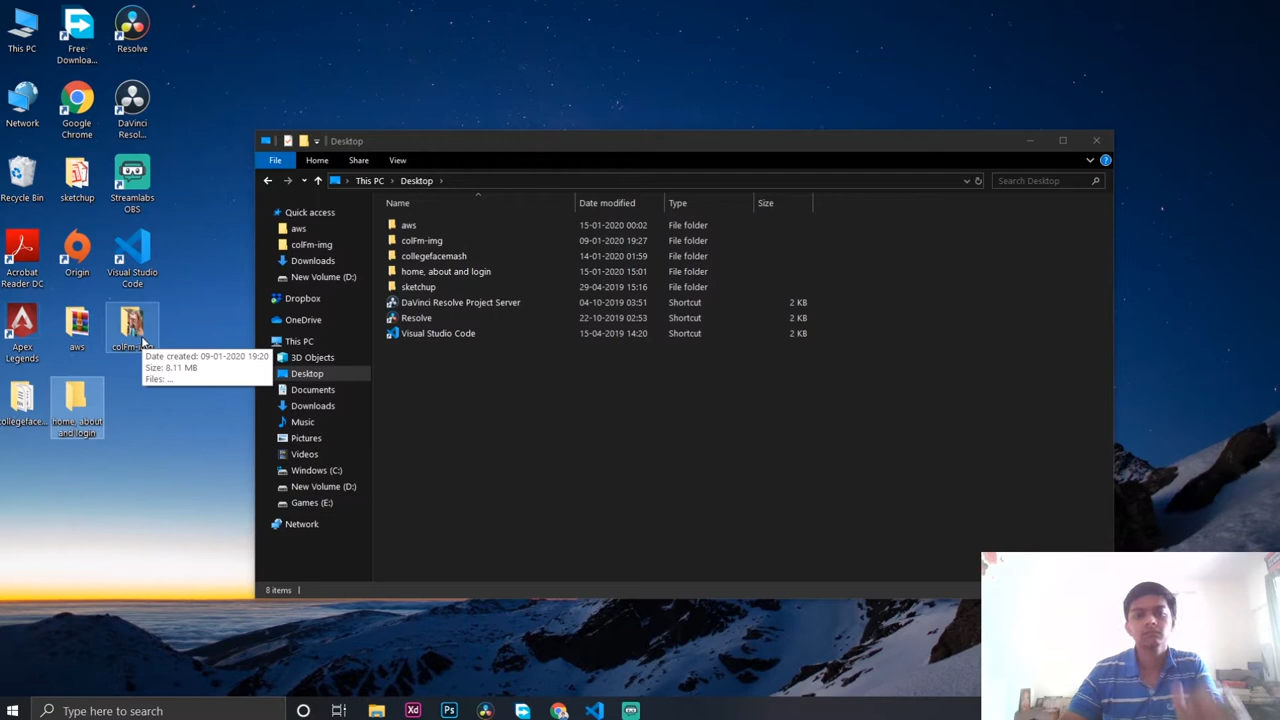 This PC
Free
Downloa...
Resolve
Network
Google
Chrome
DaVinci
Resol...
Recycle Bin
sketchup
Streamlabs
OBS
Acrobat
Reader DC
Origin
Visual Studio
Code
Apex
Legends
aws
colFm-i
Date created: 09-01-2020 19:20
Size: 8.11 MB
Files: ...
collegeface...
home, about
and login
Desktop
File
Home
Share
View
This PC
Desktop
Search Desktop
Name
Date modified
Type
Size
Quick access
aws
colFm-img
Downloads
New Volume (D:)
Dropbox
OneDrive
This PC
3D Objects
Desktop
Documents
Downloads
Music
Pictures
Videos
Windows (C:)
New Volume (D:)
Games (E:)
Network
aws 15-01-2020 00:02 File folder
colFm-img 09-01-2020 19:27 File folder
collegefacemash 14-01-2020 01:59 File folder
home, about and login 15-01-2020 15:01 File folder
sketchup 29-04-2019 15:16 File folder
DaVinci Resolve Project Server 04-10-2019 03:51 Shortcut 2 KB
Resolve 22-10-2019 02:53 Shortcut 2 KB
Visual Studio Code 15-04-2019 14:20 Shortcut 2 KB
8 items
Type here to search
Xd
Ps